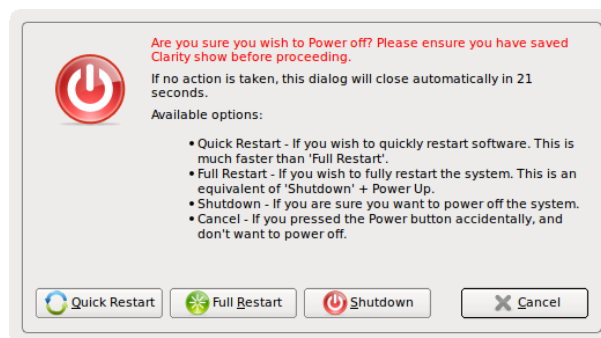 Are you sure you wish to Power off? Please ensure you have saved
Clarity show before proceeding.
If no action is taken, this dialog will close automatically in 21
seconds.
Available options:
• Quick Restart - If you wish to quickly restart software. This is
much faster than 'Full Restart'.
• Full Restart - If you wish to fully restart the system. This is an
equivalent of 'Shutdown' + Power Up.
• Shutdown - If you are sure you want to power off the system.
• Cancel - If you pressed the Power button accidentally, and
don't want to power off.
Quick Restart
Full Restart
Shutdown
Cancel